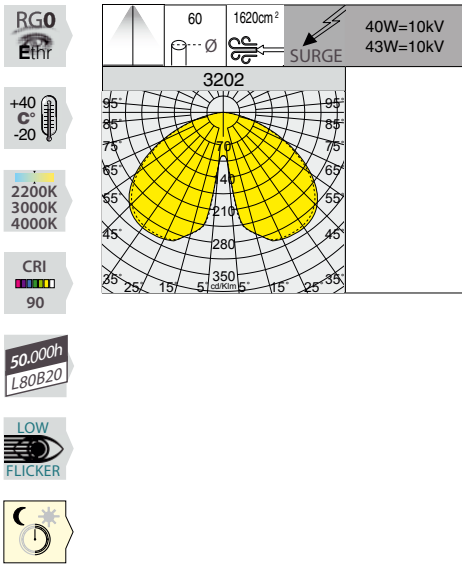 RG0
Ethr
+40
C°
-20
2200K
3000K
4000K
CRI
90
50.000h
L80B20
LOW
FLICKER
60
Ø
1620cm²
SURGE
40W=10kV
43W=10kV
3202
95° 95°
85° 85°
75° 70 75°
65° 65°
140
55° 55°
210
45° 45°
280
35° 350 35°
25° 15° 5° cd/Klm 5° 15° 25°